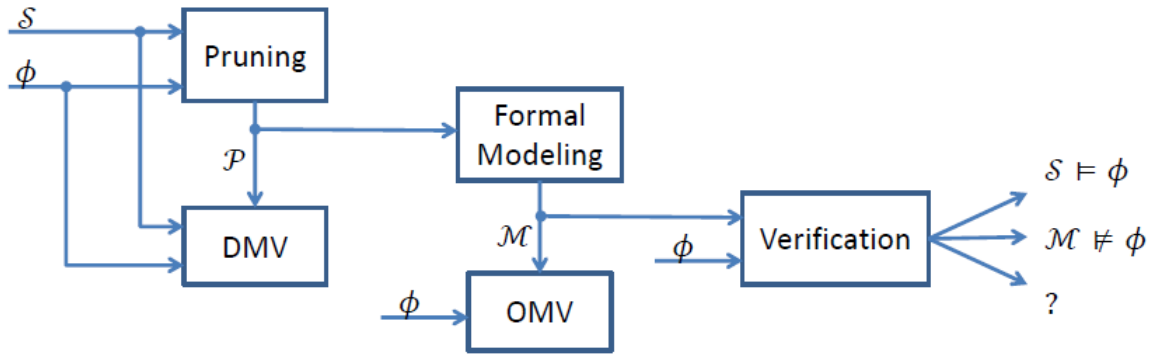 𝒮
Pruning
ϕ
Formal
Modeling
𝒫
𝒮 ⊨ ϕ
DMV
ℳ
Verification
ℳ ⊭ ϕ
ϕ
ϕ
OMV
?